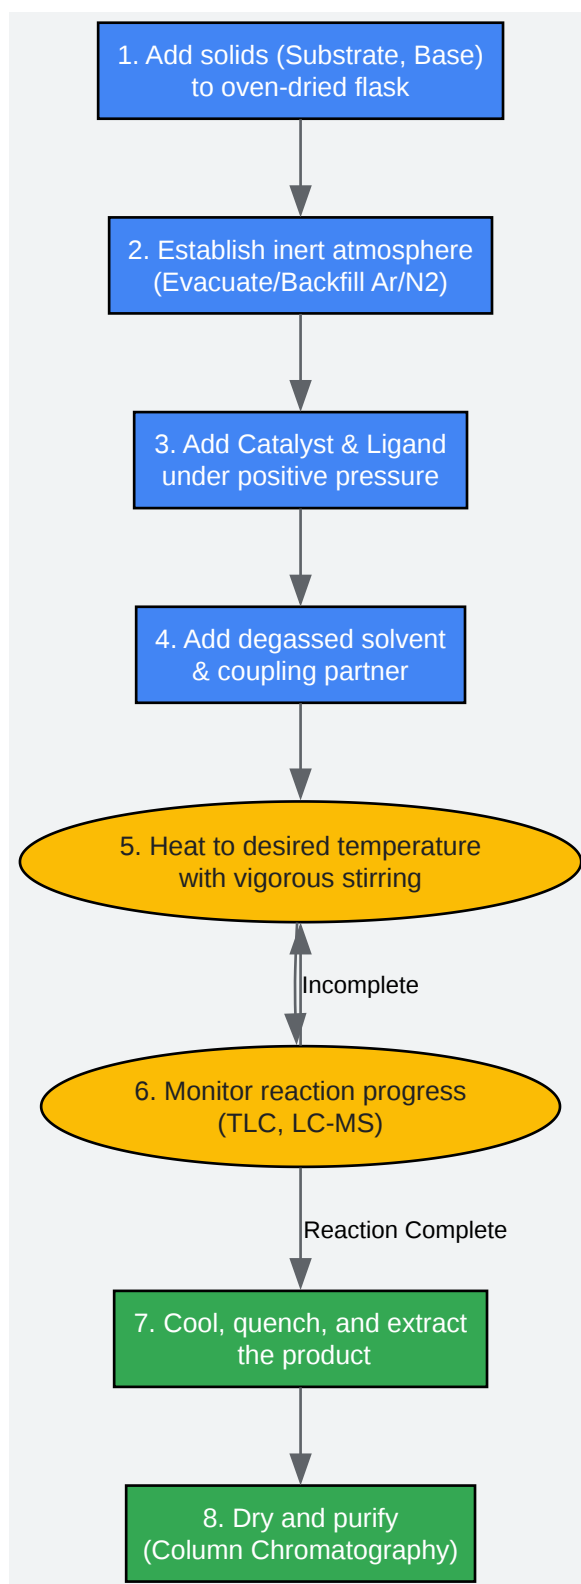 1. Add solids (Substrate, Base)
to oven-dried flask
2. Establish inert atmosphere
(Evacuate/Backfill Ar/N2)
3. Add Catalyst & Ligand
under positive pressure
4. Add degassed solvent
& coupling partner
5. Heat to desired temperature
with vigorous stirring
Incomplete
6. Monitor reaction progress
(TLC, LC-MS)
Reaction Complete
7. Cool, quench, and extract
the product
8. Dry and purify
(Column Chromatography)